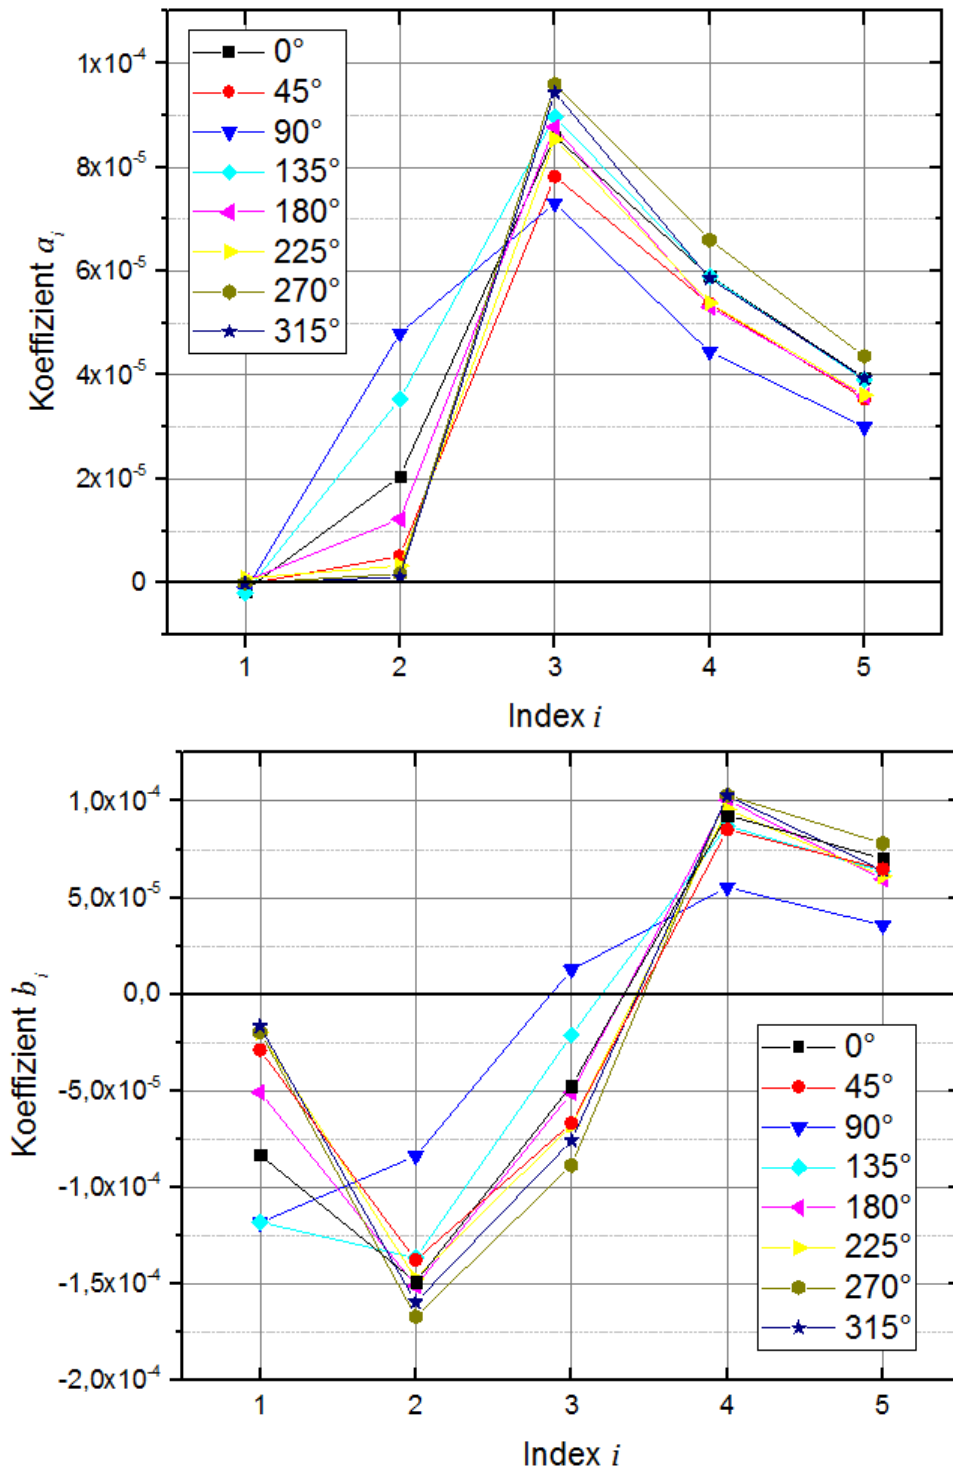 0°
45°
90°
135°
180°
225°
270°
315°
1x10⁻⁴
8x10⁻⁵
6x10⁻⁵
4x10⁻⁵
2x10⁻⁵
0
Koeffizient aᵢ
1 2 3 4 5
Index i
1,0x10⁻⁴
5,0x10⁻⁵
0,0
-5,0x10⁻⁵
-1,0x10⁻⁴
-1,5x10⁻⁴
-2,0x10⁻⁴
Koeffizient bᵢ
0°
45°
90°
135°
180°
225°
270°
315°
1 2 3 4 5
Index i